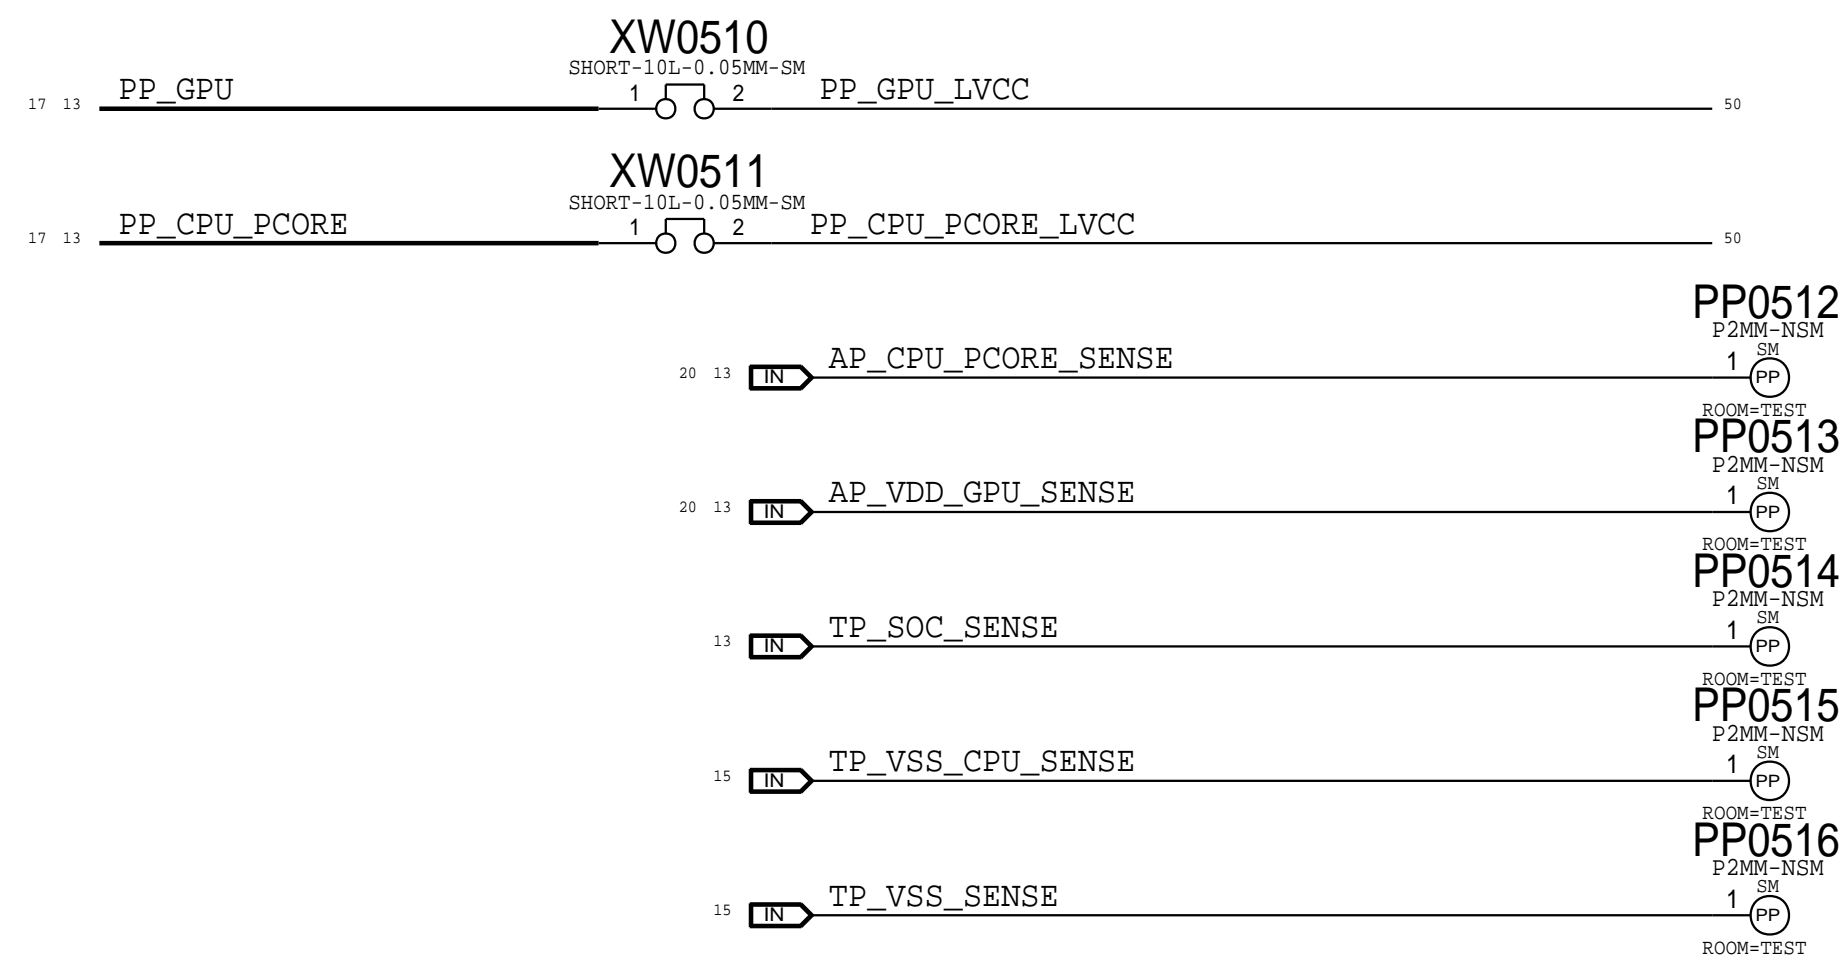 XW0510
SHORT-10L-0.05MM-SM
17 13 PP_GPU 1 2 PP_GPU_LVCC 50
XW0511
SHORT-10L-0.05MM-SM
17 13 PP_CPU_PCORE 1 2 PP_CPU_PCORE_LVCC 50
PP0512
P2MM-NSM
SM
20 13 IN AP_CPU_PCORE_SENSE 1 PP
ROOM=TEST
PP0513
P2MM-NSM
SM
20 13 IN AP_VDD_GPU_SENSE 1 PP
ROOM=TEST
PP0514
P2MM-NSM
SM
13 IN TP_SOC_SENSE 1 PP
ROOM=TEST
PP0515
P2MM-NSM
SM
15 IN TP_VSS_CPU_SENSE 1 PP
ROOM=TEST
PP0516
P2MM-NSM
SM
15 IN TP_VSS_SENSE 1 PP
ROOM=TEST